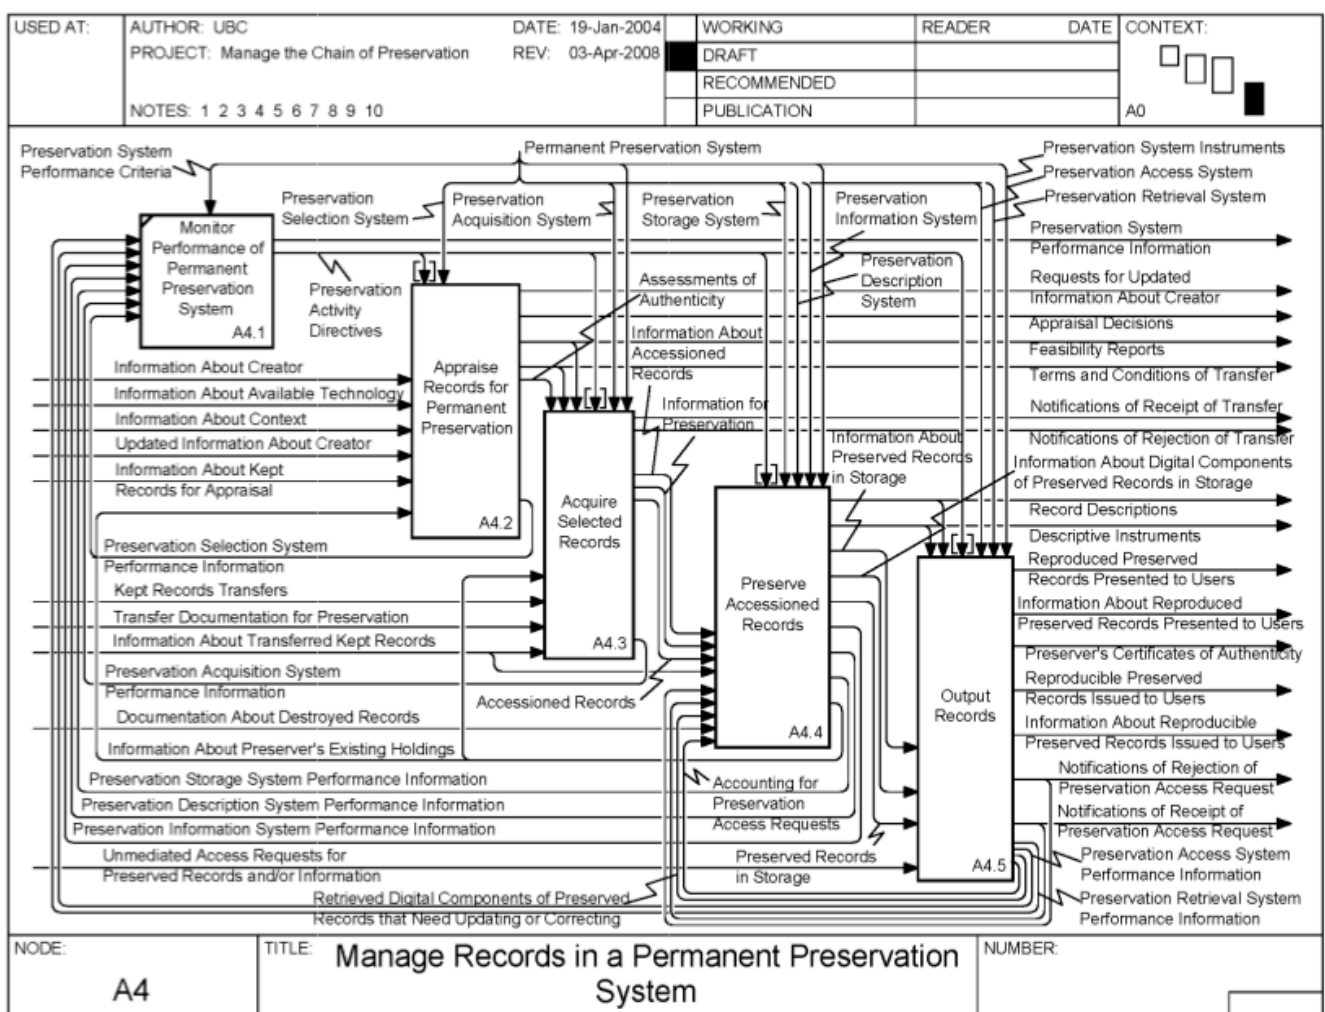 USED AT:
AUTHOR: UBC
DATE: 19-Jan-2004
PROJECT: Manage the Chain of Preservation
REV: 03-Apr-2008
NOTES: 1 2 3 4 5 6 7 8 9 10
WORKING
DRAFT
RECOMMENDED
PUBLICATION
READER
DATE
CONTEXT:
A0
Preservation System
Performance Criteria
Permanent Preservation System
Preservation System Instruments
Preservation Access System
Preservation Retrieval System
Preservation
Selection System
Preservation
Acquisition System
Preservation
Storage System
Preservation
Information System
Preservation
Description
System
Monitor
Performance of
Permanent
Preservation
System
A4.1
Preservation
Activity
Directives
Assessments of
Authenticity
Information About
Accessioned
Records
Information for
Preservation
Preservation System
Performance Information
Requests for Updated
Information About Creator
Appraisal Decisions
Feasibility Reports
Terms and Conditions of Transfer
Notifications of Receipt of Transfer
Notifications of Rejection of Transfer
Information About Digital Components
of Preserved Records in Storage
Record Descriptions
Descriptive Instruments
Reproduced Preserved
Records Presented to Users
Information About Reproduced
Preserved Records Presented to Users
Preserver's Certificates of Authenticity
Reproducible Preserved
Records Issued to Users
Information About Reproducible
Preserved Records Issued to Users
Notifications of Rejection of
Preservation Access Request
Notifications of Receipt of
Preservation Access Request
Preservation Access System
Performance Information
Preservation Retrieval System
Performance Information
Information About Creator
Information About Available Technology
Information About Context
Updated Information About Creator
Information About Kept
Records for Appraisal
Appraise
Records for
Permanent
Preservation
A4.2
Preservation Selection System
Performance Information
Kept Records Transfers
Transfer Documentation for Preservation
Information About Transferred Kept Records
Acquire
Selected
Records
A4.3
Preservation Acquisition System
Performance Information
Accessioned Records
Documentation About Destroyed Records
Information About Preserver's Existing Holdings
Information About
Preserved Records
in Storage
Preserve
Accessioned
Records
A4.4
Preservation Storage System Performance Information
Preservation Description System Performance Information
Preservation Information System Performance Information
Accounting for
Preservation
Access Requests
Output
Records
A4.5
Unmediated Access Requests for
Preserved Records and/or Information
Preserved Records
in Storage
Retrieved Digital Components of Preserved
Records that Need Updating or Correcting
NODE:
A4
TITLE:
Manage Records in a Permanent Preservation
System
NUMBER: